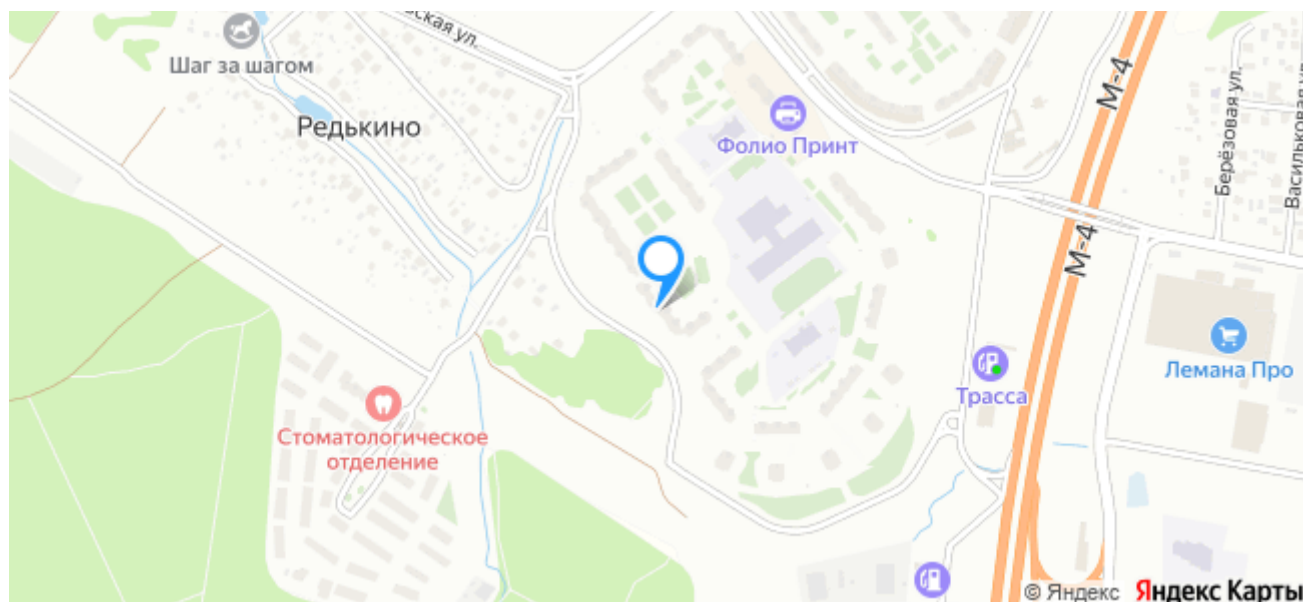 ская ул.
Шаг за шагом
Редькино
Фолио Принт
М-4
Берёзовая ул.
Васильковая ул.
М-4
Лемана Про
Трасса
Стоматологическое
отделение
© Яндекс Яндекс Карты